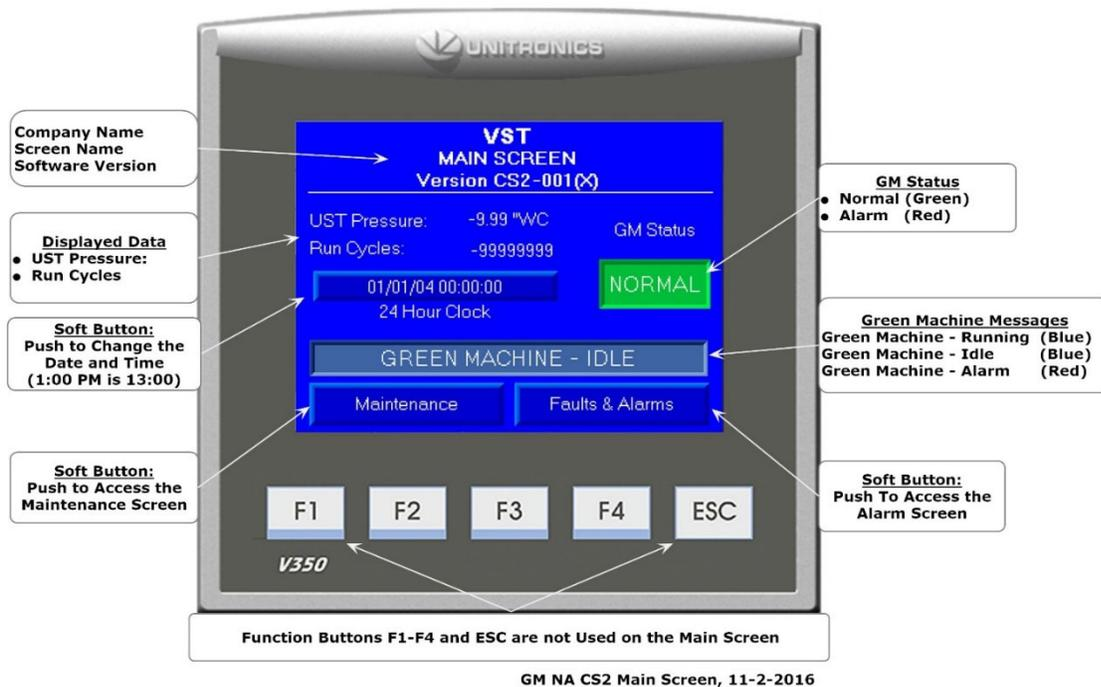 UNITRONICS
Company Name
Screen Name
Software Version
VST
MAIN SCREEN
Version CS2-001(X)
GM Status
• Normal (Green)
• Alarm (Red)
Displayed Data
• UST Pressure:
• Run Cycles
UST Pressure: -9.99 "WC
Run Cycles: -99999999
GM Status
NORMAL
01/01/04 00:00:00
24 Hour Clock
Soft Button:
Push to Change the
Date and Time
(1:00 PM is 13:00)
Green Machine Messages
Green Machine - Running (Blue)
Green Machine - Idle (Blue)
Green Machine - Alarm (Red)
GREEN MACHINE - IDLE
Maintenance
Faults & Alarms
Soft Button:
Push to Access the
Maintenance Screen
Soft Button:
Push To Access the
Alarm Screen
F1
F2
F3
F4
ESC
V350
Function Buttons F1-F4 and ESC are not Used on the Main Screen
GM NA CS2 Main Screen, 11-2-2016